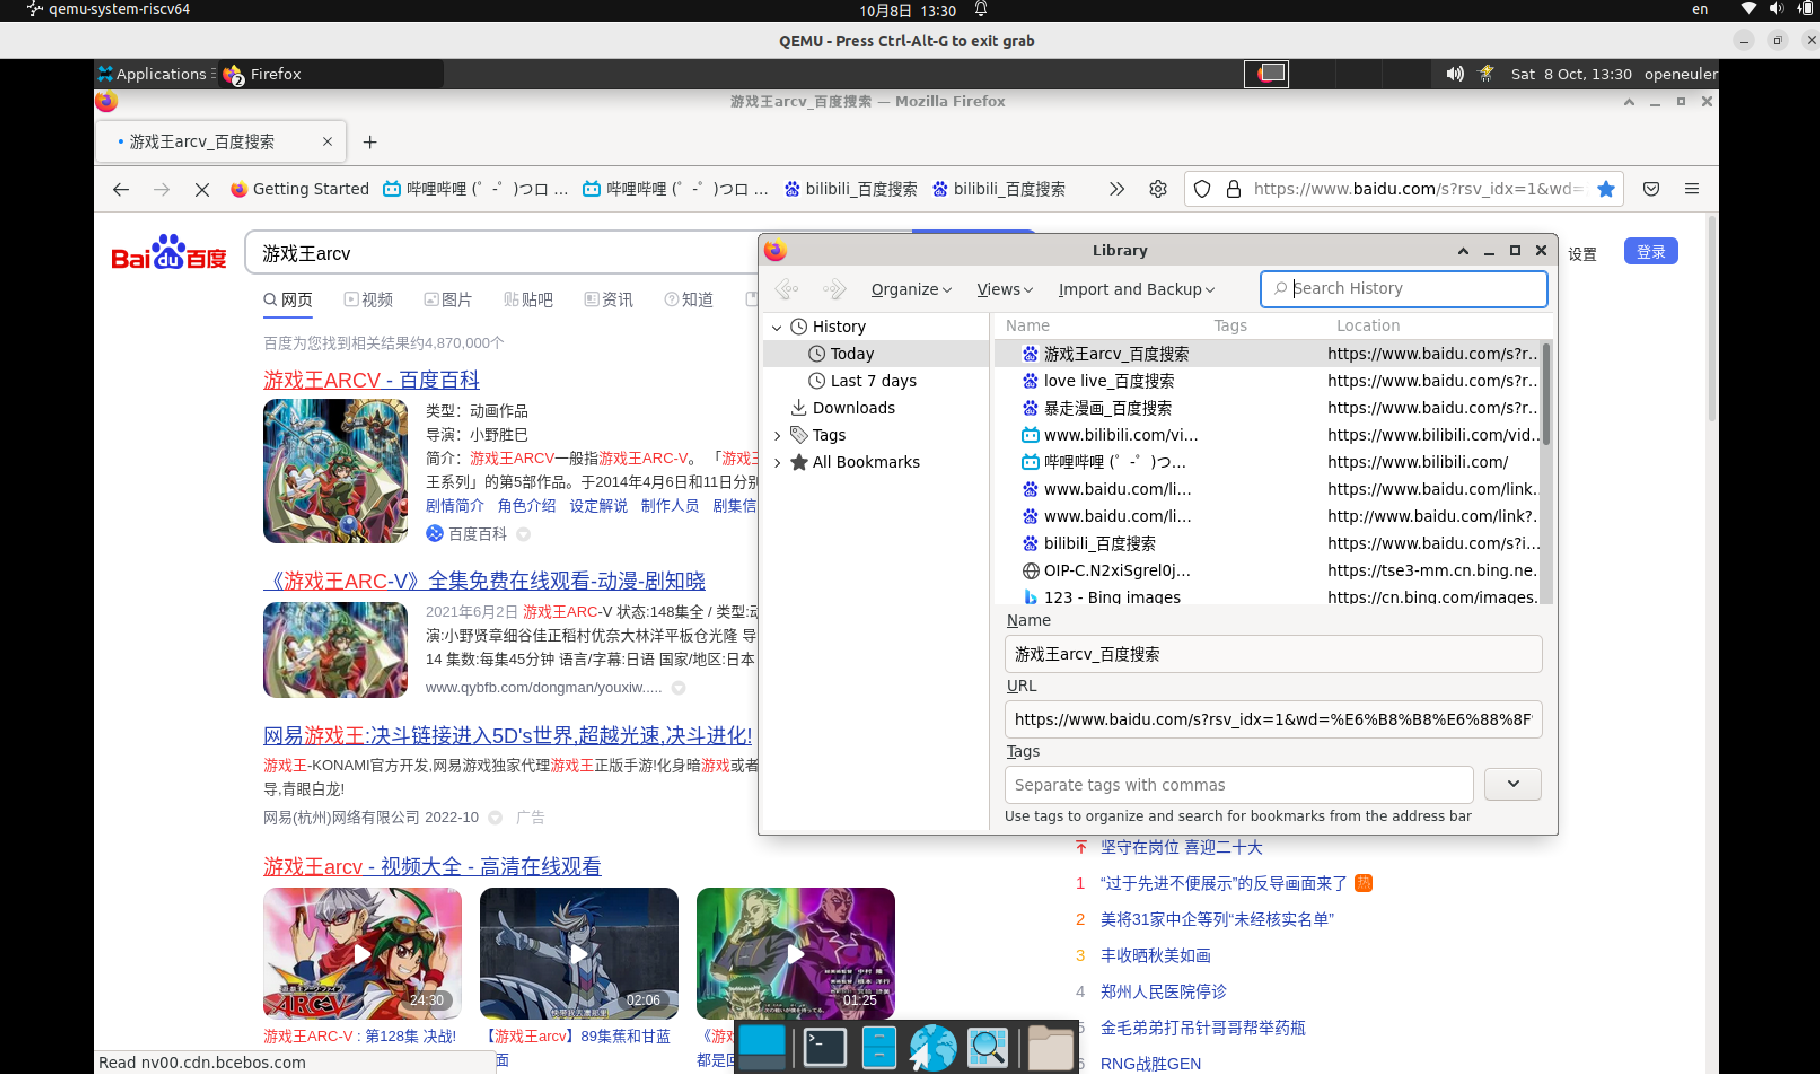 qemu-system-riscv64
10月8日 13:30
en
QEMU - Press Ctrl-Alt-G to exit grab
Applications
2
Firefox
Sat 8 Oct, 13:30
openeuler
游戏王arcv_百度搜索 — Mozilla Firefox
游戏王arcv_百度搜索
Getting Started
哔哩哔哩 (゜-゜)つロ ...
哔哩哔哩 (゜-゜)つロ ...
bilibili_百度搜索
bilibili_百度搜索
https://www.baidu.com/s?rsv_idx=1&wd=
Bai du 百度
游戏王arcv
设置
登录
网页
视频
图片
贴吧
资讯
知道
百度为您找到相关结果约4,870,000个
游戏王ARCV - 百度百科
类型：动画作品
导演：小野胜巳
简介：游戏王ARCV一般指游戏王ARC-V。「游戏王
王系列」的第5部作品。于2014年4月6日和11日分别
剧情简介 角色介绍 设定解说 制作人员 剧集信
百度百科
《游戏王ARC-V》全集免费在线观看-动漫-剧知晓
2021年6月2日 游戏王ARC-V 状态:148集全 / 类型:动
演:小野贤章细谷佳正稻村优奈大林洋平板仓光隆 导
14 集数:每集45分钟 语言/字幕:日语 国家/地区:日本
www.qybfb.com/dongman/youxiw.....
网易游戏王:决斗链接进入5D's世界,超越光速,决斗进化!
游戏王-KONAMI官方开发,网易游戏独家代理游戏王正版手游!化身暗游戏或者
导,青眼白龙!
网易(杭州)网络有限公司 2022-10
广告
游戏王arcv - 视频大全 - 高清在线观看
ARCV
24:30
02:06
01:25
游戏王ARC-V : 第128集 决战!
【游戏王arcv】89集蕉和甘蓝
面
《游戏
都是回
Read nv00.cdn.bcebos.com
Library
Organize
Views
Import and Backup
Search History
History
Today
Last 7 days
Downloads
Tags
All Bookmarks
Name
Tags
Location
游戏王arcv_百度搜索
https://www.baidu.com/s?r...
love live_百度搜索
https://www.baidu.com/s?r...
暴走漫画_百度搜索
https://www.baidu.com/s?r...
www.bilibili.com/vi...
https://www.bilibili.com/vid...
哔哩哔哩 (゜-゜)つ...
https://www.bilibili.com/
www.baidu.com/li...
https://www.baidu.com/link...
www.baidu.com/li...
http://www.baidu.com/link?...
bilibili_百度搜索
https://www.baidu.com/s?i...
OIP-C.N2xiSgrel0j...
https://tse3-mm.cn.bing.ne...
123 - Bing images
https://cn.bing.com/images...
Name
游戏王arcv_百度搜索
URL
https://www.baidu.com/s?rsv_idx=1&wd=%E6%B8%B8%E6%88%8F
Tags
Separate tags with commas
Use tags to organize and search for bookmarks from the address bar
坚守在岗位 喜迎二十大
1 “过于先进不便展示”的反导画面来了 热
2 美将31家中企等列“未经核实名单”
3 丰收晒秋美如画
4 郑州人民医院停诊
5 金毛弟弟打吊针哥哥帮举药瓶
6 RNG战胜GEN